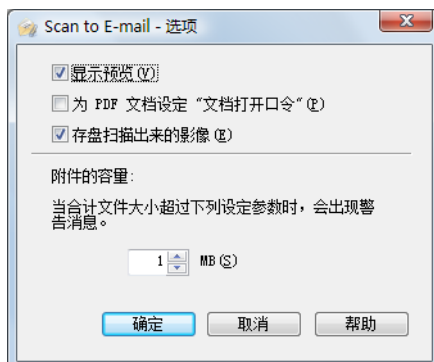 Scan to E-mail - 选项
显示预览(V)
为 PDF 文档设定 “文档打开口令”(P)
存盘扫描出来的影像(E)
附件的容量:
当合计文件大小超过下列设定参数时，会出现警
告消息。
1 MB(S)
确定 取消 帮助